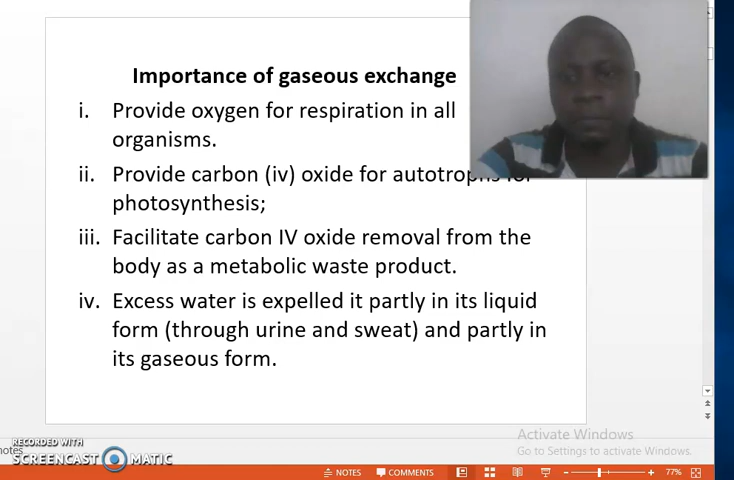 Importance of gaseous exchange
i. Provide oxygen for respiration in all
organisms.
ii. Provide carbon (iv) oxide for autotrophs for
photosynthesis;
iii. Facilitate carbon IV oxide removal from the
body as a metabolic waste product.
iv. Excess water is expelled it partly in its liquid
form (through urine and sweat) and partly in
its gaseous form.
Activate Windows
Go to Settings to activate Windows.
notes
RECORDED WITH
SCREENCAST MATIC
NOTES COMMENTS 77%